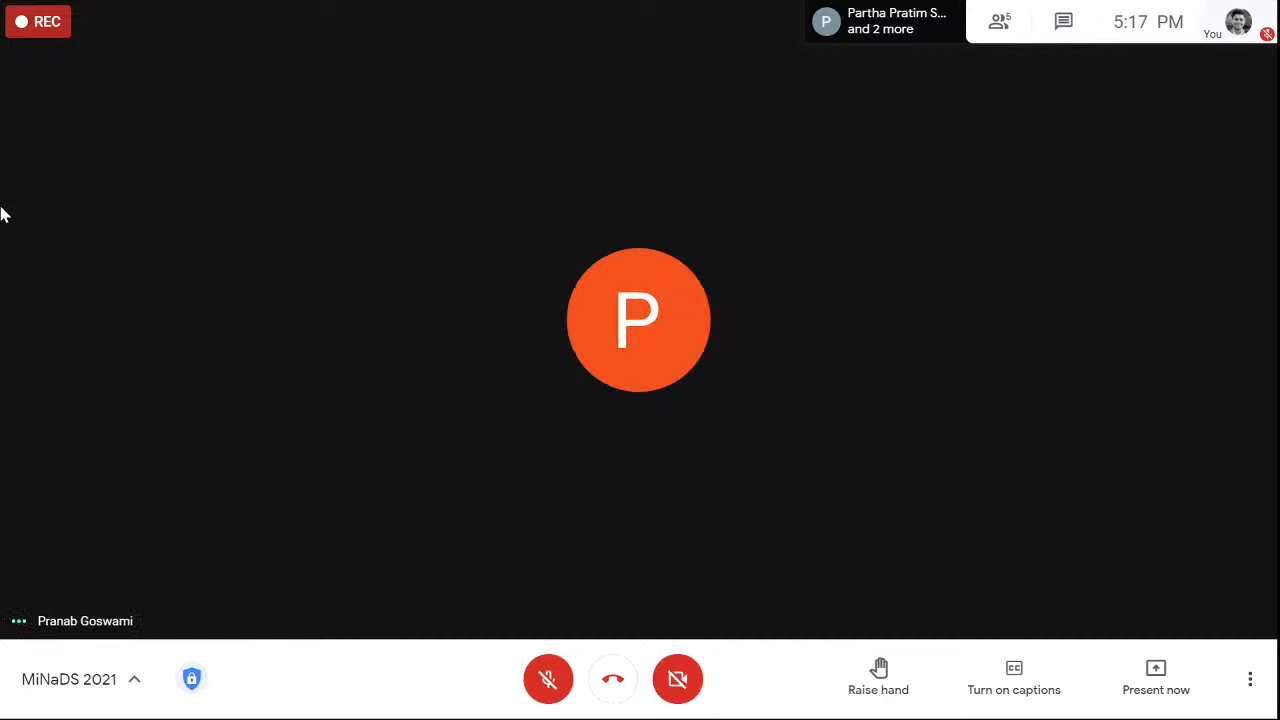 REC
P
Partha Pratim S...
and 2 more
5
5:17 PM
You
P
Pranab Goswami
MiNaDS 2021
Raise hand
CC
Turn on captions
Present now